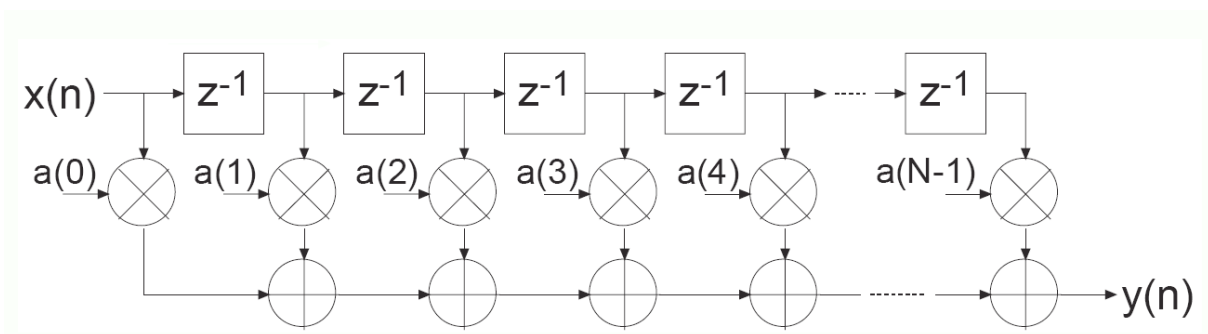 x(n) z-1 z-1 z-1 z-1 z-1
a(0) a(1) a(2) a(3) a(4) a(N-1)
y(n)